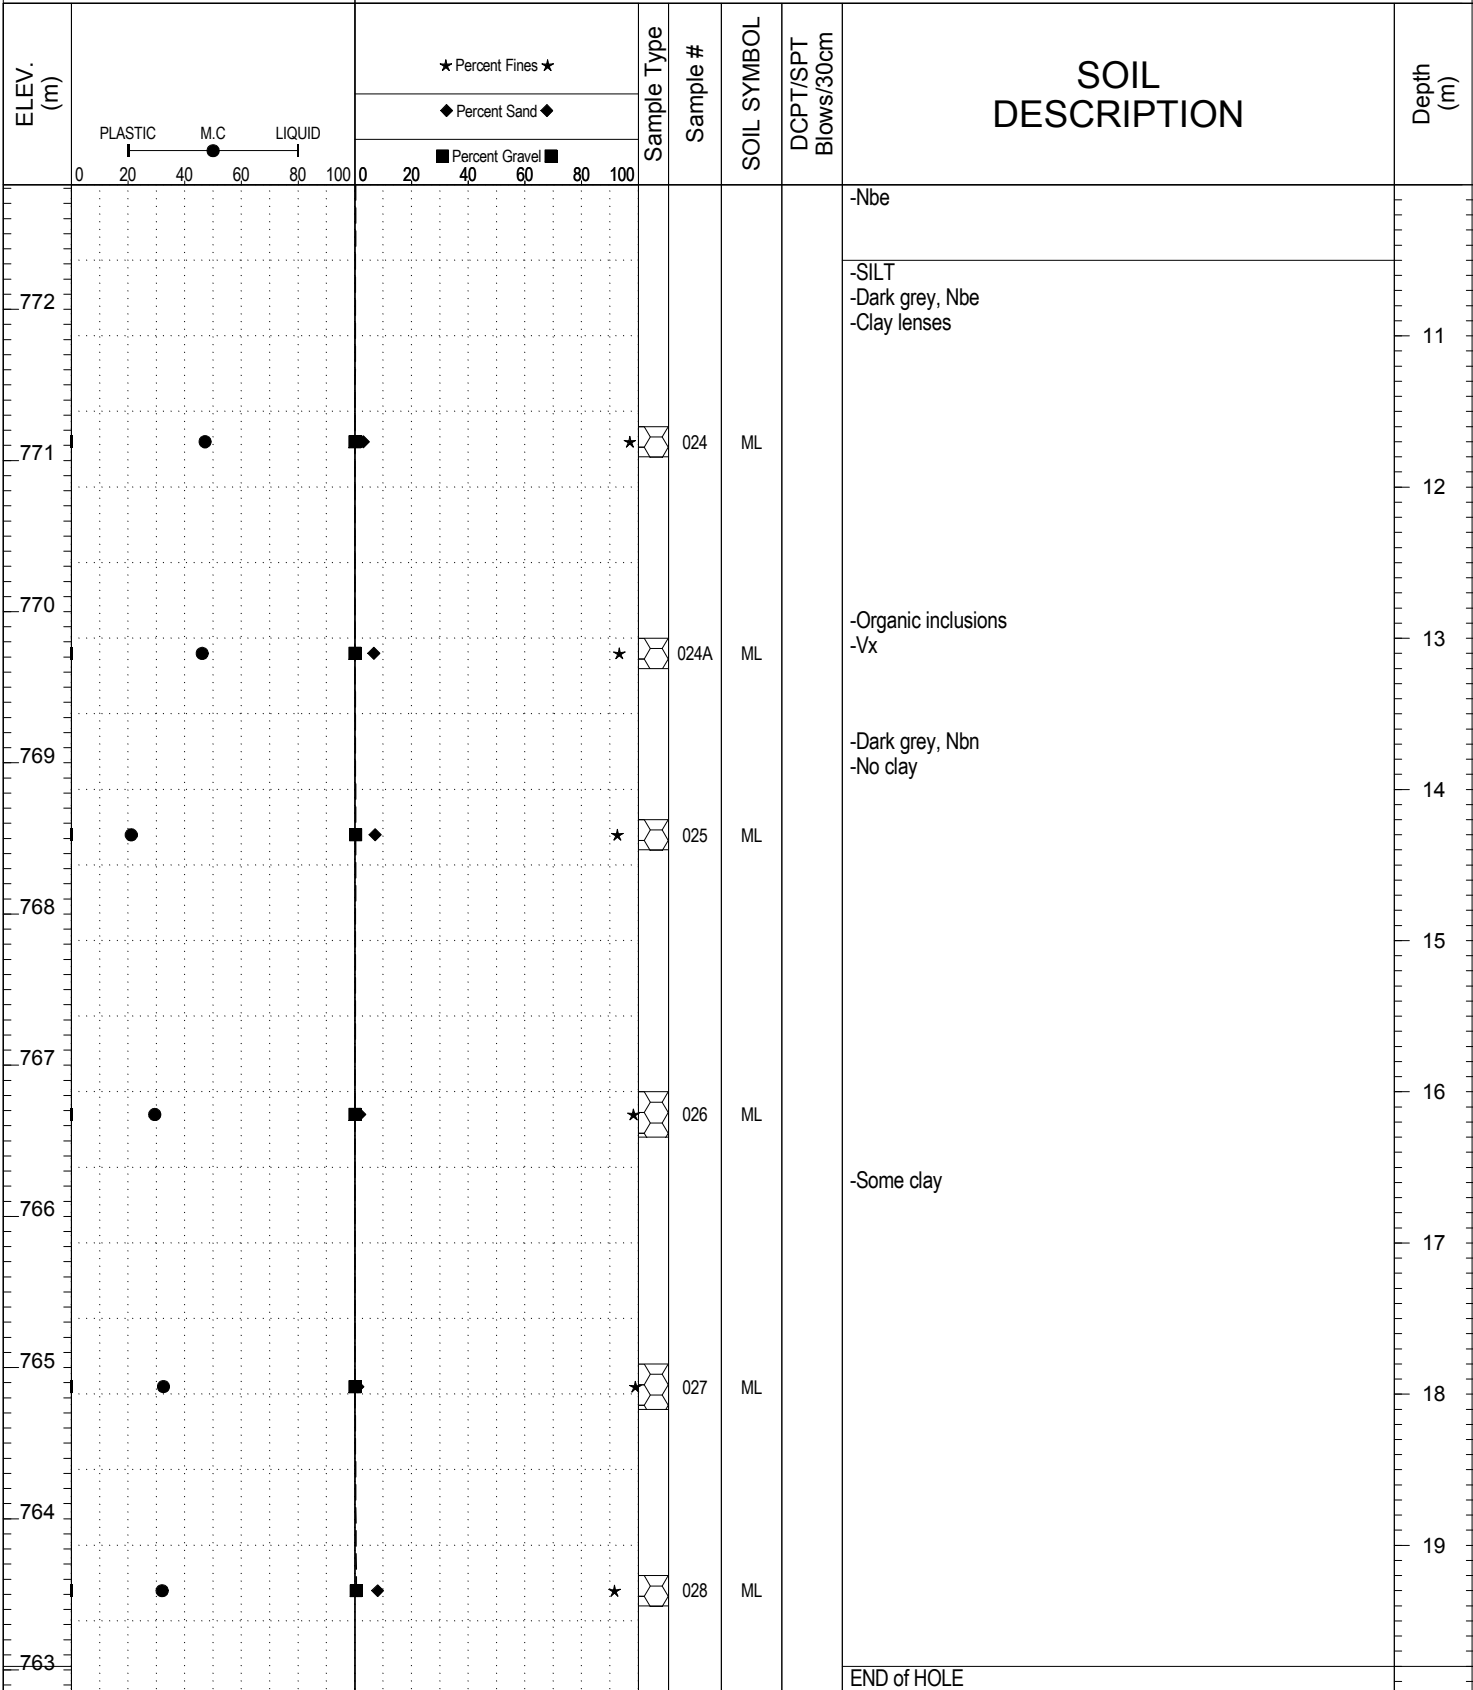 ELEV.
(m)
PLASTIC M.C LIQUID
0 20 40 60 80 100
★ Percent Fines ★
◆ Percent Sand ◆
■ Percent Gravel ■
0 20 40 60 80 100
Sample Type
Sample #
SOIL SYMBOL
DCPT/SPT
Blows/30cm
SOIL
DESCRIPTION
Depth
(m)
-Nbe
-SILT
772
-Dark grey, Nbe
-Clay lenses
11
771
024 ML
12
770
-Organic inclusions
13
-Vx
024A ML
-Dark grey, Nbn
769
-No clay
14
025 ML
768
15
767
16
026 ML
-Some clay
766
17
765
027 ML
18
764
19
028 ML
763
END of HOLE